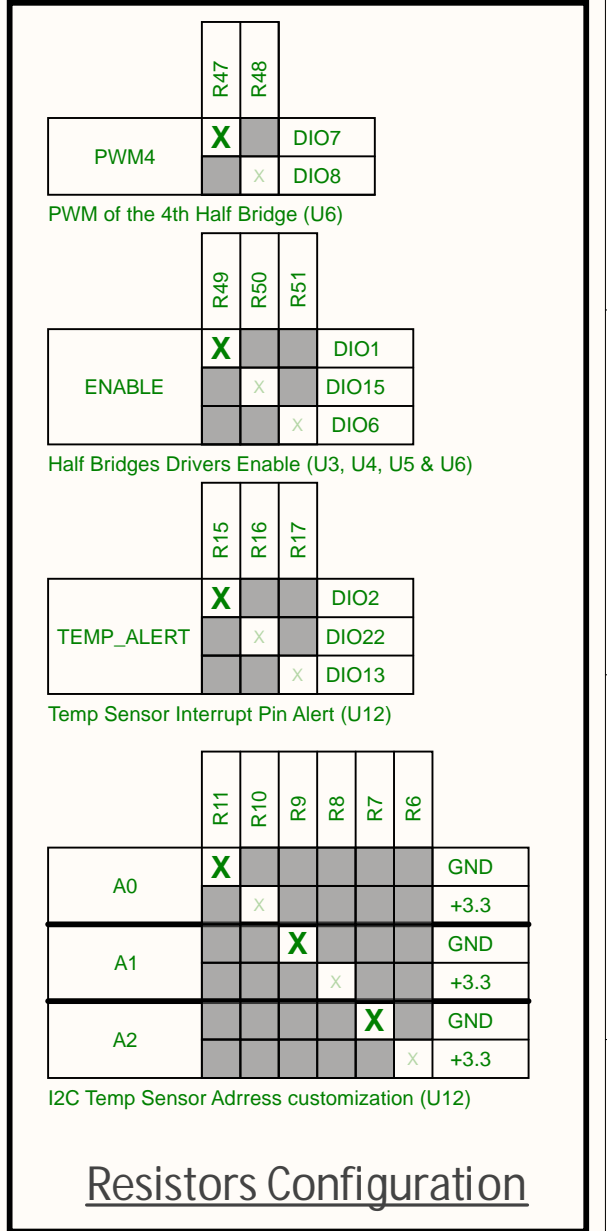 R47 R48
PWM4 X DIO7
X DIO8
PWM of the 4th Half Bridge (U6)
R49 R50 R51
ENABLE X DIO1
X DIO15
X DIO6
Half Bridges Drivers Enable (U3, U4, U5 & U6)
R15 R16 R17
TEMP_ALERT X DIO2
X DIO22
X DIO13
Temp Sensor Interrupt Pin Alert (U12)
R11 R10 R9 R8 R7 R6
A0 X GND
X +3.3
A1 X GND
X +3.3
A2 X GND
X +3.3
I2C Temp Sensor Adrress customization (U12)
Resistors Configuration